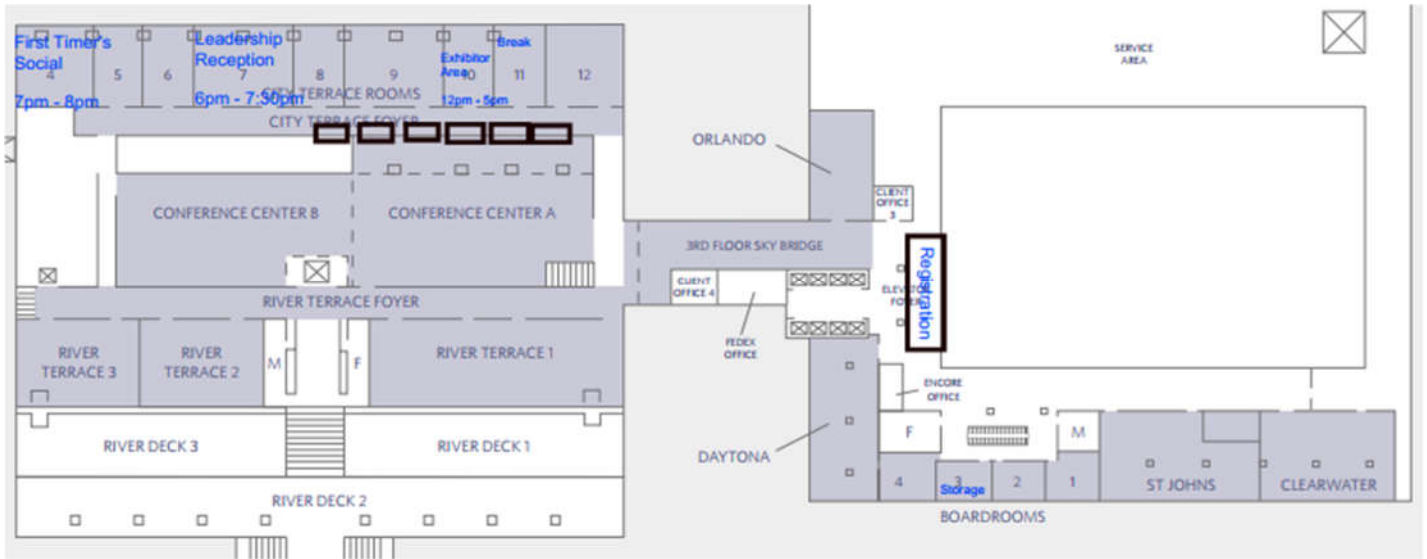 First Timer's
Social
7pm - 8pm
Leadership
Reception
6pm - 7:30pm
Exhibitor
Area
12pm - 5pm
Break
4
5
6
7
8
9
10
11
12
CITY TERRACE ROOMS
CITY TERRACE FOYER
CONFERENCE CENTER B
CONFERENCE CENTER A
RIVER TERRACE FOYER
RIVER
TERRACE 3
RIVER
TERRACE 2
M
F
RIVER TERRACE 1
RIVER DECK 3
RIVER DECK 1
RIVER DECK 2
SERVICE
AREA
ORLANDO
CLIENT
OFFICE
3
3RD FLOOR SKY BRIDGE
CLIENT
OFFICE 4
FEDEX
OFFICE
ELEVATOR
FOYER
Registration
ENCORE
OFFICE
DAYTONA
F
M
4
3
2
1
Storage
BOARDROOMS
ST JOHNS
CLEARWATER